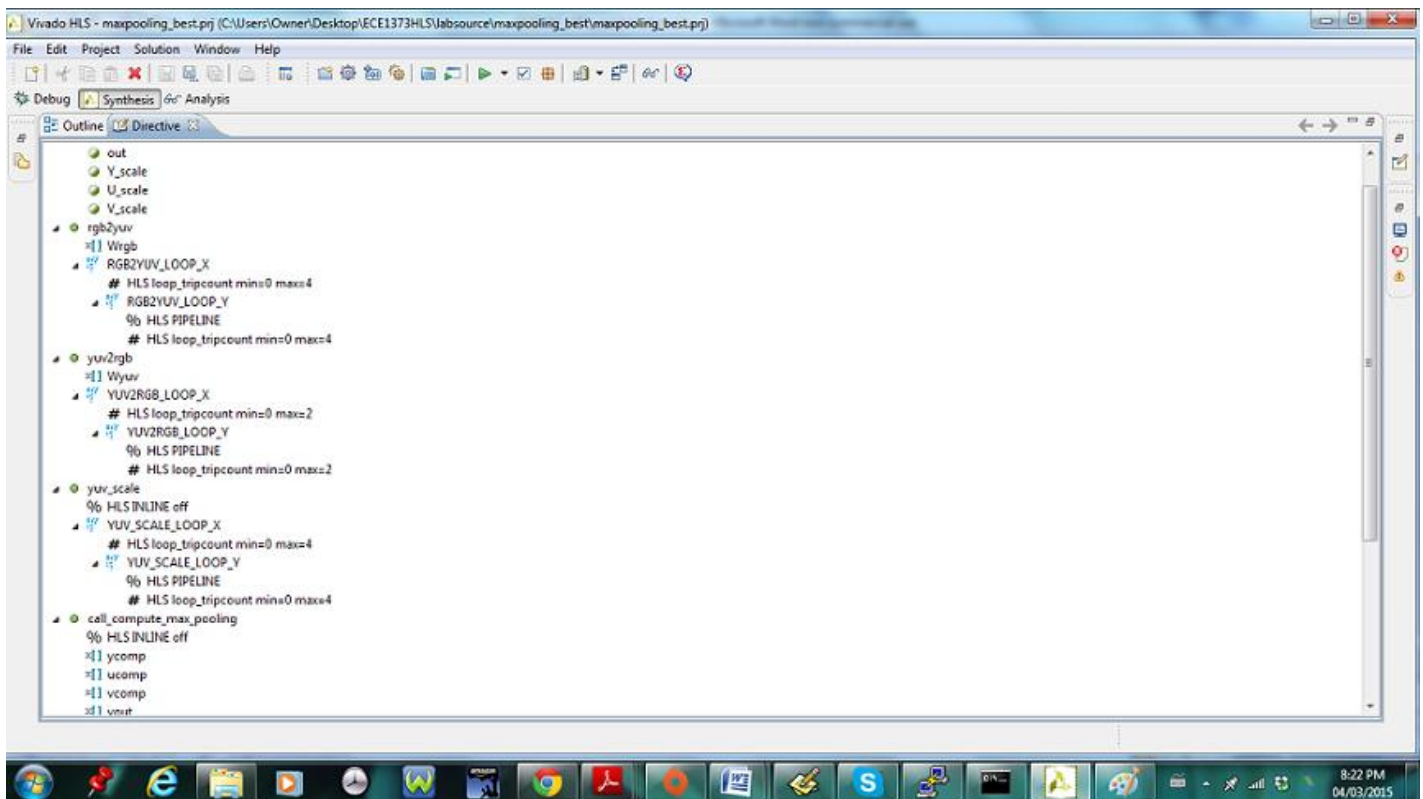 Vivado HLS - maxpooling_best.prj (C:\Users\Owner\Desktop\ECE1373HLS\labsource\maxpooling_best\maxpooling_best.prj)
File Edit Project Solution Window Help
Debug Synthesis Analysis
Outline Directive
out
Y_scale
U_scale
V_scale
rgb2yuv
Wrgb
RGB2YUV_LOOP_X
# HLS loop_tripcount min=0 max=4
RGB2YUV_LOOP_Y
% HLS PIPELINE
# HLS loop_tripcount min=0 max=4
yuv2rgb
Wyuv
YUV2RGB_LOOP_X
# HLS loop_tripcount min=0 max=2
YUV2RGB_LOOP_Y
% HLS PIPELINE
# HLS loop_tripcount min=0 max=2
yuv_scale
% HLS INLINE off
YUV_SCALE_LOOP_X
# HLS loop_tripcount min=0 max=4
YUV_SCALE_LOOP_Y
% HLS PIPELINE
# HLS loop_tripcount min=0 max=4
call_compute_max_pooling
% HLS INLINE off
ycomp
ucomp
vcomp
8:22 PM
04/03/2015